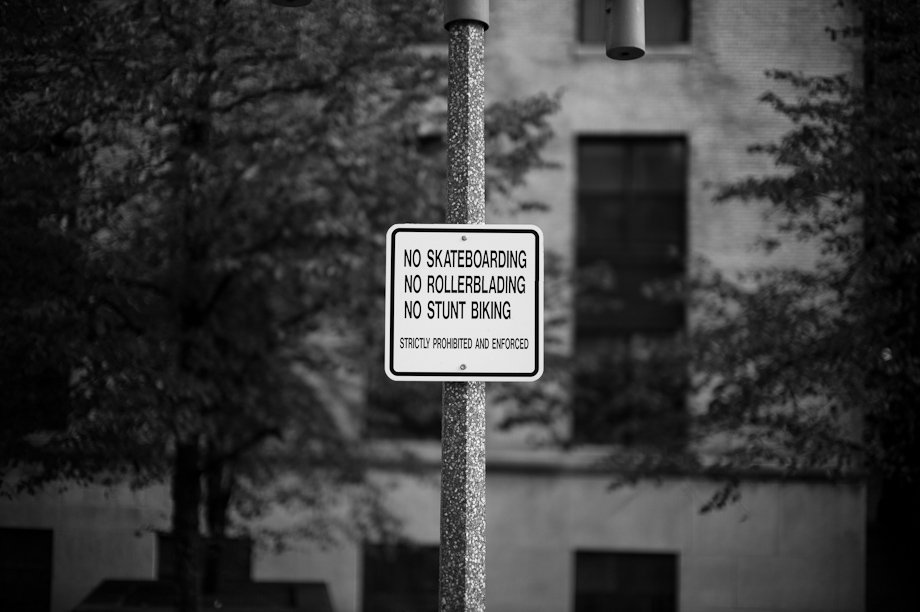 NO SKATEBOARDING
NO ROLLERBLADING
NO STUNT BIKING
STRICTLY PROHIBITED AND ENFORCED